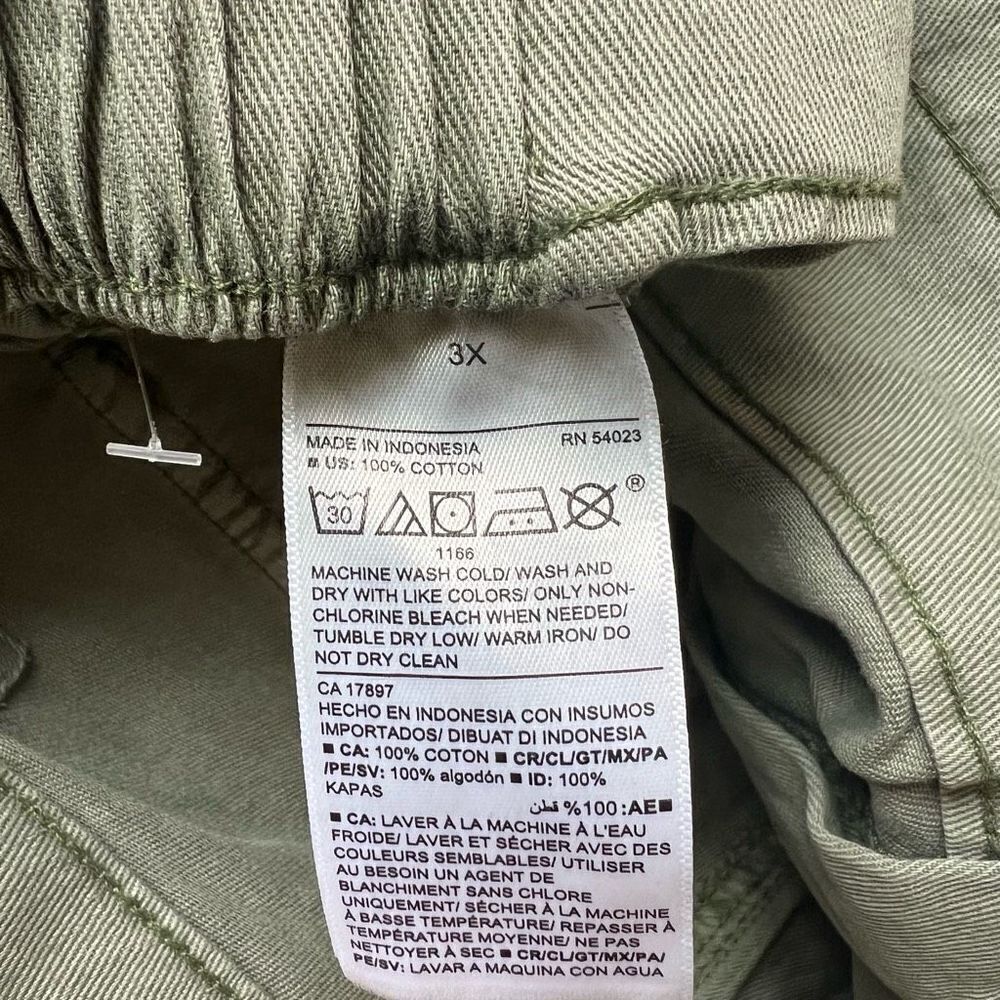 3X
MADE IN INDONESIA RN 54023
■ US: 100% COTTON
30 ®
1166
MACHINE WASH COLD/ WASH AND
DRY WITH LIKE COLORS/ ONLY NON-
CHLORINE BLEACH WHEN NEEDED/
TUMBLE DRY LOW/ WARM IRON/ DO
NOT DRY CLEAN
CA 17897
HECHO EN INDONESIA CON INSUMOS
IMPORTADOS/ DIBUAT DI INDONESIA
■ CA: 100% COTON ■ CR/CL/GT/MX/PA
/PE/SV: 100% algodón ■ ID: 100%
KAPAS
■AE: 100% قطن
■ CA: LAVER À LA MACHINE À L'EAU
FROIDE/ LAVER ET SÉCHER AVEC DES
COULEURS SEMBLABLES/ UTILISER
AU BESOIN UN AGENT DE
BLANCHIMENT SANS CHLORE
UNIQUEMENT/ SÉCHER À LA MACHINE
À BASSE TEMPÉRATURE/ REPASSER À
TEMPÉRATURE MOYENNE/ NE PAS
NETTOYER À SEC ■ CR/CL/GT/MX/PA/
PE/SV: LAVAR A MAQUINA CON AGUA